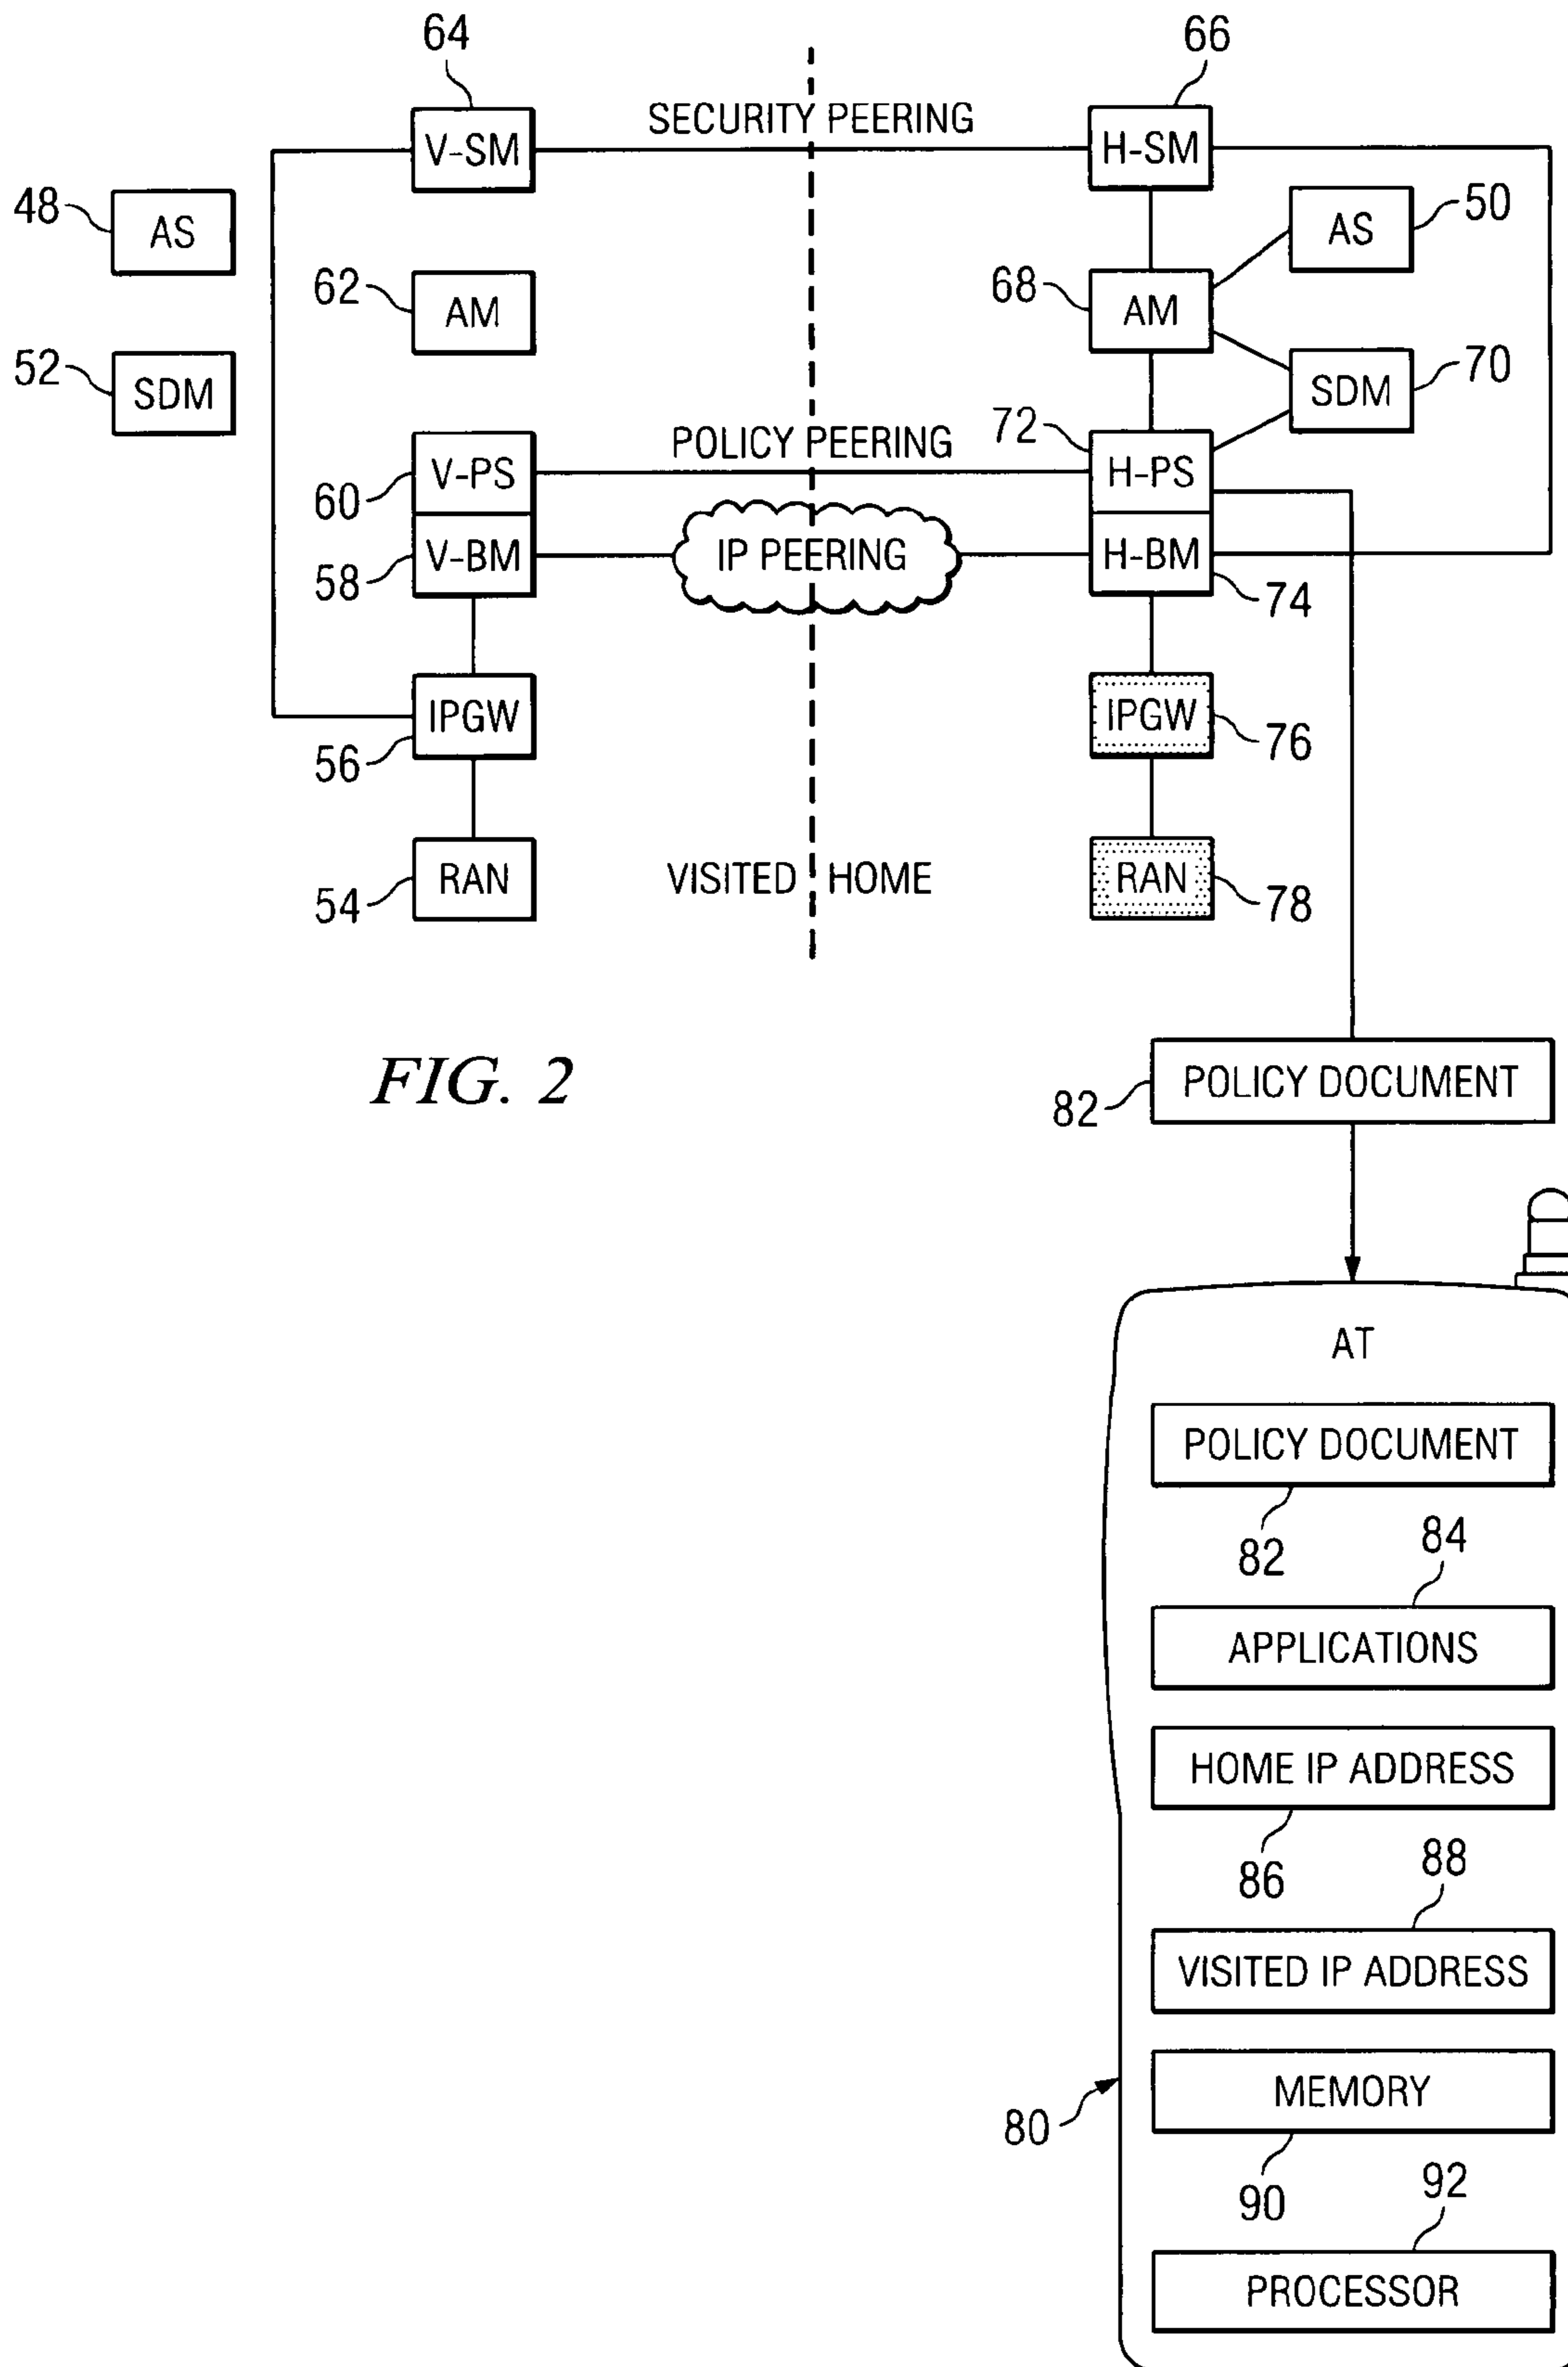 64
66
V-SM
SECURITY PEERING
H-SM
48
AS
AS
50
62
AM
68
AM
52
SDM
SDM
70
POLICY PEERING
72
V-PS
H-PS
60
V-BM
IP PEERING
H-BM
58
74
IPGW
IPGW
56
76
RAN
VISITED
HOME
RAN
54
78
FIG. 2
POLICY DOCUMENT
82
AT
POLICY DOCUMENT
82
84
APPLICATIONS
HOME IP ADDRESS
86
88
VISITED IP ADDRESS
MEMORY
80
90
92
PROCESSOR